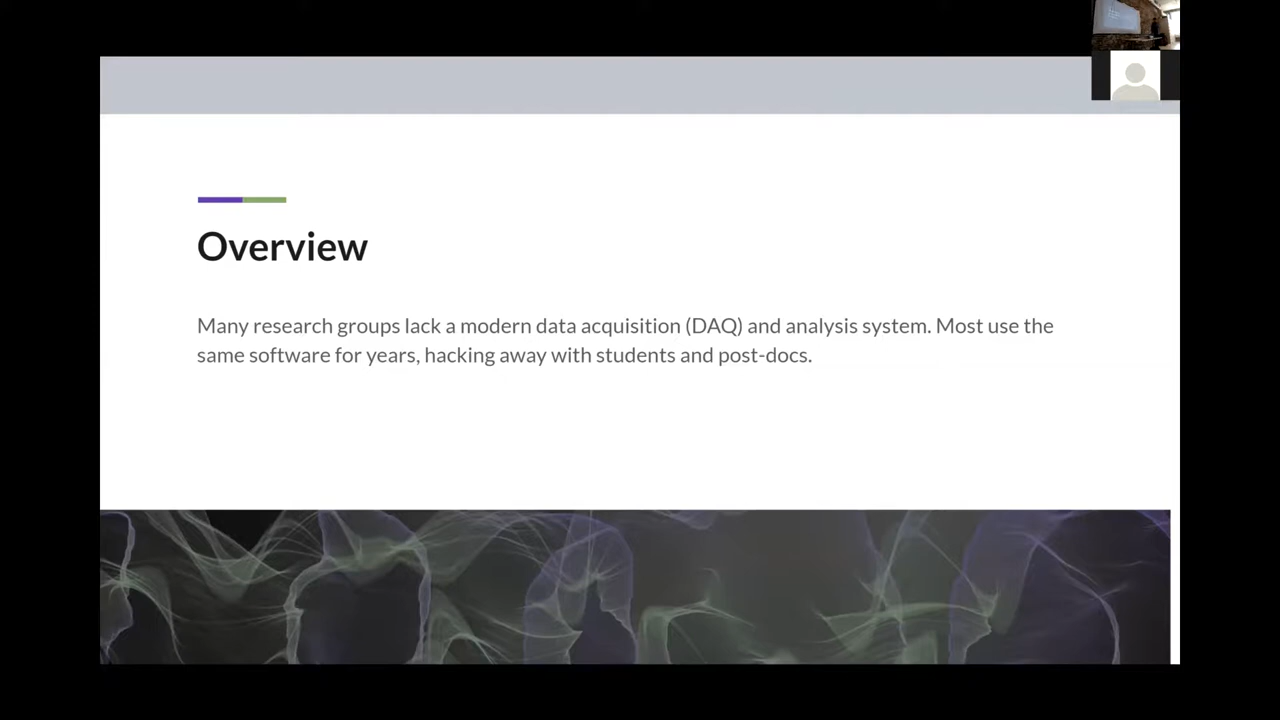 Overview
Many research groups lack a modern data acquisition (DAQ) and analysis system. Most use the
same software for years, hacking away with students and post-docs.